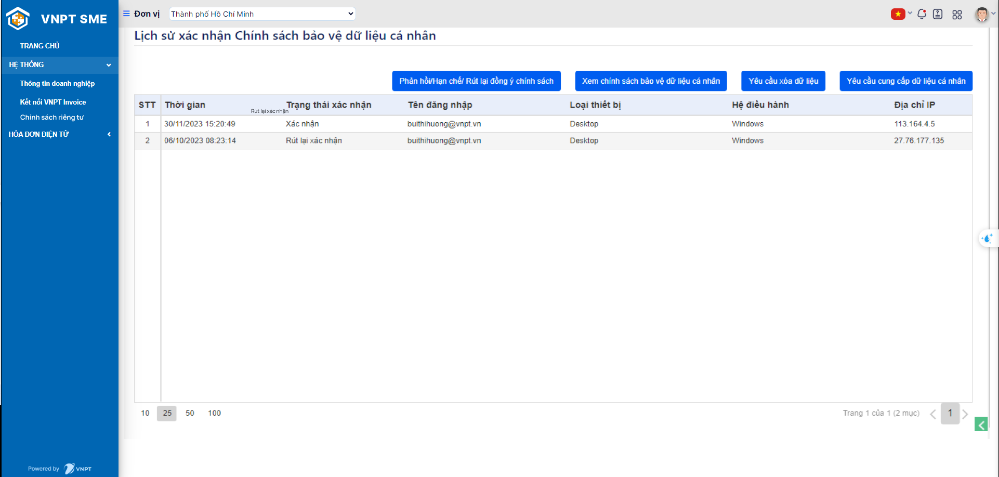 VNPT SME
Đơn vị
Thành phố Hồ Chí Minh
TRANG CHỦ
HỆ THỐNG
Thông tin doanh nghiệp
Kết nối VNPT Invoice
Chính sách riêng tư
HÓA ĐƠN ĐIỆN TỬ
Lịch sử xác nhận Chính sách bảo vệ dữ liệu cá nhân
Phản hồi/Hạn chế/ Rút lại đồng ý chính sách
Xem chính sách bảo vệ dữ liệu cá nhân
Yêu cầu xóa dữ liệu
Yêu cầu cung cấp dữ liệu cá nhân
STT Thời gian Trạng thái xác nhận Tên đăng nhập Loại thiết bị Hệ điều hành Địa chỉ IP
Rút lại xác nhận
1 30/11/2023 15:20:49 Xác nhận buithihuong@vnpt.vn Desktop Windows 113.164.4.5
2 06/10/2023 08:23:14 Rút lại xác nhận buithihuong@vnpt.vn Desktop Windows 27.76.177.135
10 25 50 100
Trang 1 của 1 (2 mục) 1
Powered by VNPT